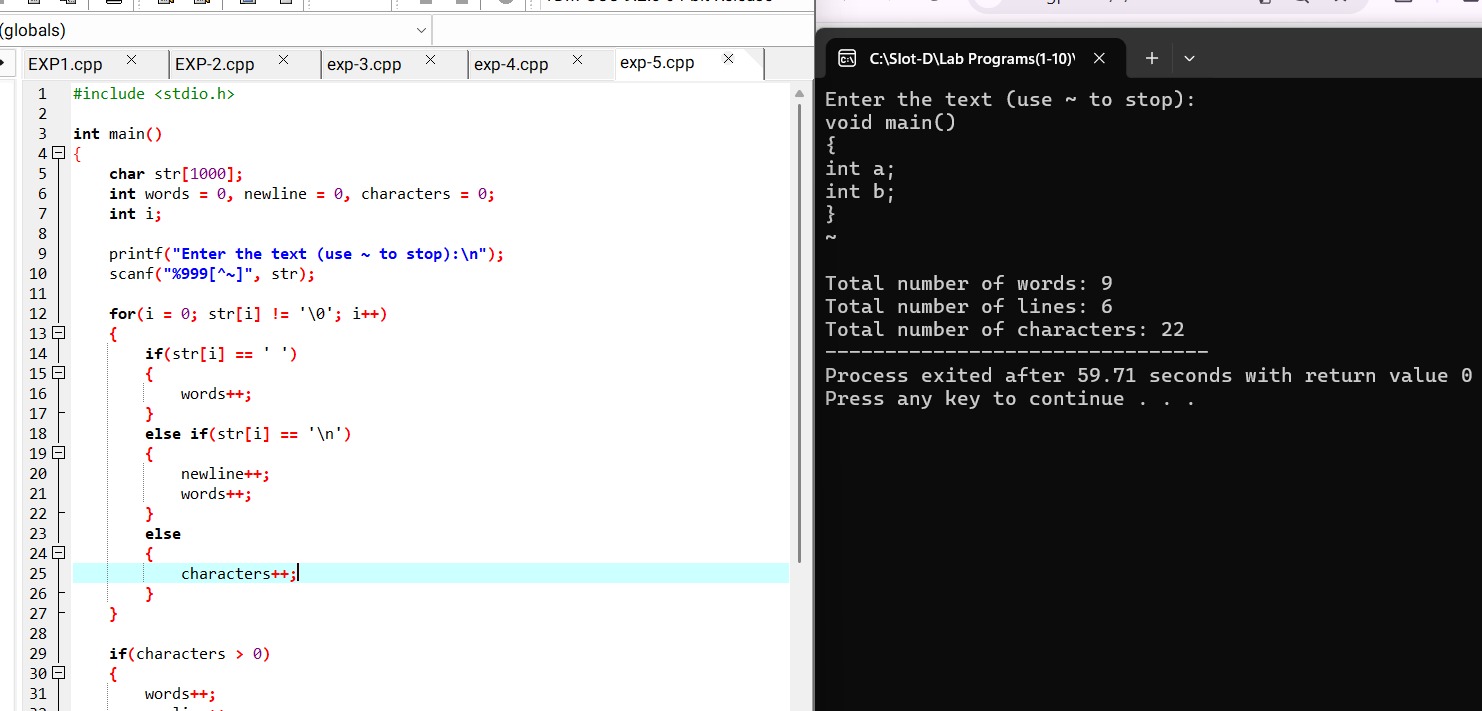 (globals)
EXP1.cpp
EXP-2.cpp
exp-3.cpp
exp-4.cpp
exp-5.cpp
1 #include <stdio.h>
2
3 int main()
4 {
5 char str[1000];
6 int words = 0, newline = 0, characters = 0;
7 int i;
8
9 printf("Enter the text (use ~ to stop):\n");
10 scanf("%999[^~]", str);
11
12 for(i = 0; str[i] != '\0'; i++)
13 {
14 if(str[i] == ' ')
15 {
16 words++;
17 }
18 else if(str[i] == '\n')
19 {
20 newline++;
21 words++;
22 }
23 else
24 {
25 characters++;
26 }
27 }
28
29 if(characters > 0)
30 {
31 words++;
C:\Slot-D\Lab Programs(1-10)\
Enter the text (use ~ to stop):
void main()
{
int a;
int b;
}
~
Total number of words: 9
Total number of lines: 6
Total number of characters: 22
--------------------------------
Process exited after 59.71 seconds with return value 0
Press any key to continue . . .